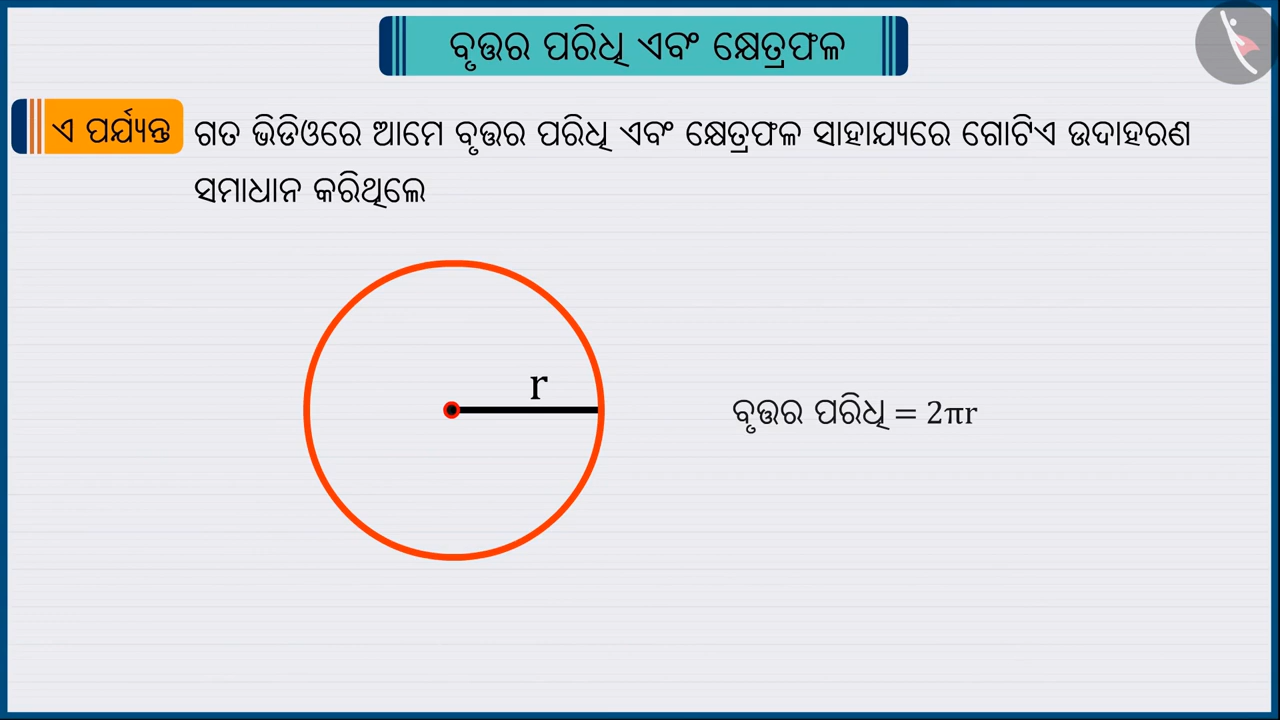 ବୃତ୍ତର ପରିଧି ଏବଂ କ୍ଷେତ୍ରଫଳ
ଏ ପର୍ଯ୍ୟନ୍ତ
ଗତ ଭିଡିଓରେ ଆମେ ବୃତ୍ତର ପରିଧି ଏବଂ କ୍ଷେତ୍ରଫଳ ସାହାଯ୍ୟରେ ଗୋଟିଏ ଉଦାହରଣ
ସମାଧାନ କରିଥିଲେ
r
ବୃତ୍ତର ପରିଧି = 2πr